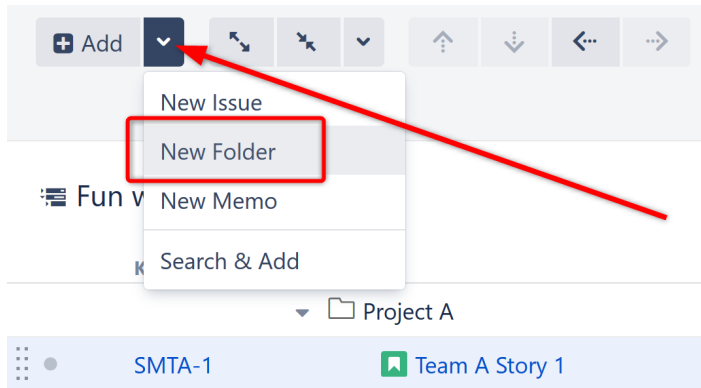 Add
New Issue
New Folder
New Memo
Fun
Search & Add
K
Project A
SMTA-1
Team A Story 1